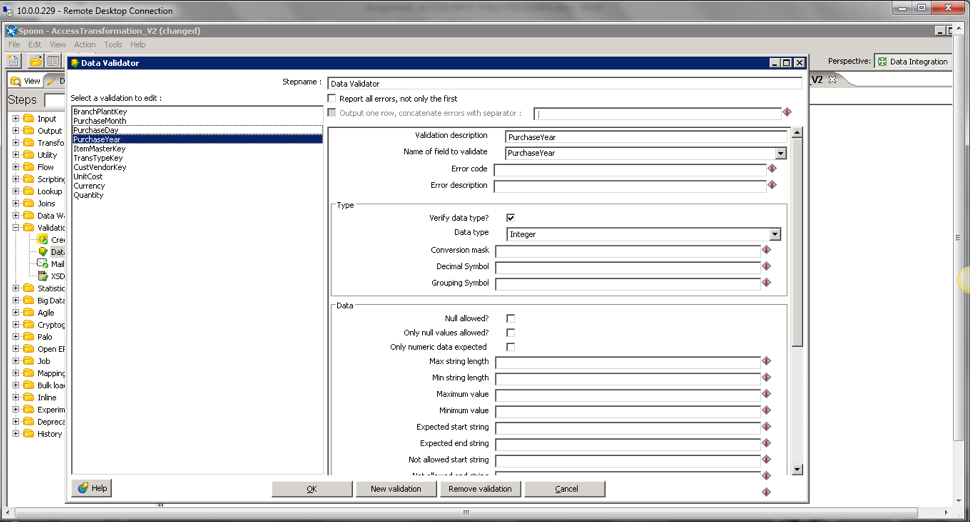 10.0.0.229 - Remote Desktop Connection
Spoon - AccessTransformation_V2 (changed)
File Edit View Action Tools Help
Perspective: Data Integration
View D
V2
Steps
Input
Output
Transfo
Utility
Flow
Scripting
Lookup
Joins
Data W
Validatio
Cre
Data
Mail
XSD
Statistic
Big Data
Agile
Cryptog
Palo
Open E
Job
Mapping
Bulk load
Inline
Experim
Depreca
History
Data Validator
Stepname : Data Validator
Select a validation to edit :
BranchPlantKey
PurchaseMonth
PurchaseDay
PurchaseYear
ItemMasterKey
TransTypeKey
CustVendorKey
UnitCost
Currency
Quantity
Report all errors, not only the first
Output one row, concatenate errors with separator : |
Validation description PurchaseYear
Name of field to validate PurchaseYear
Error code
Error description
Type
Verify data type?
Data type Integer
Conversion mask
Decimal Symbol
Grouping Symbol
Data
Null allowed?
Only null values allowed?
Only numeric data expected
Max string length
Min string length
Maximum value
Minimum value
Expected start string
Expected end string
Not allowed start string
Not allowed end string
Help OK New validation Remove validation Cancel